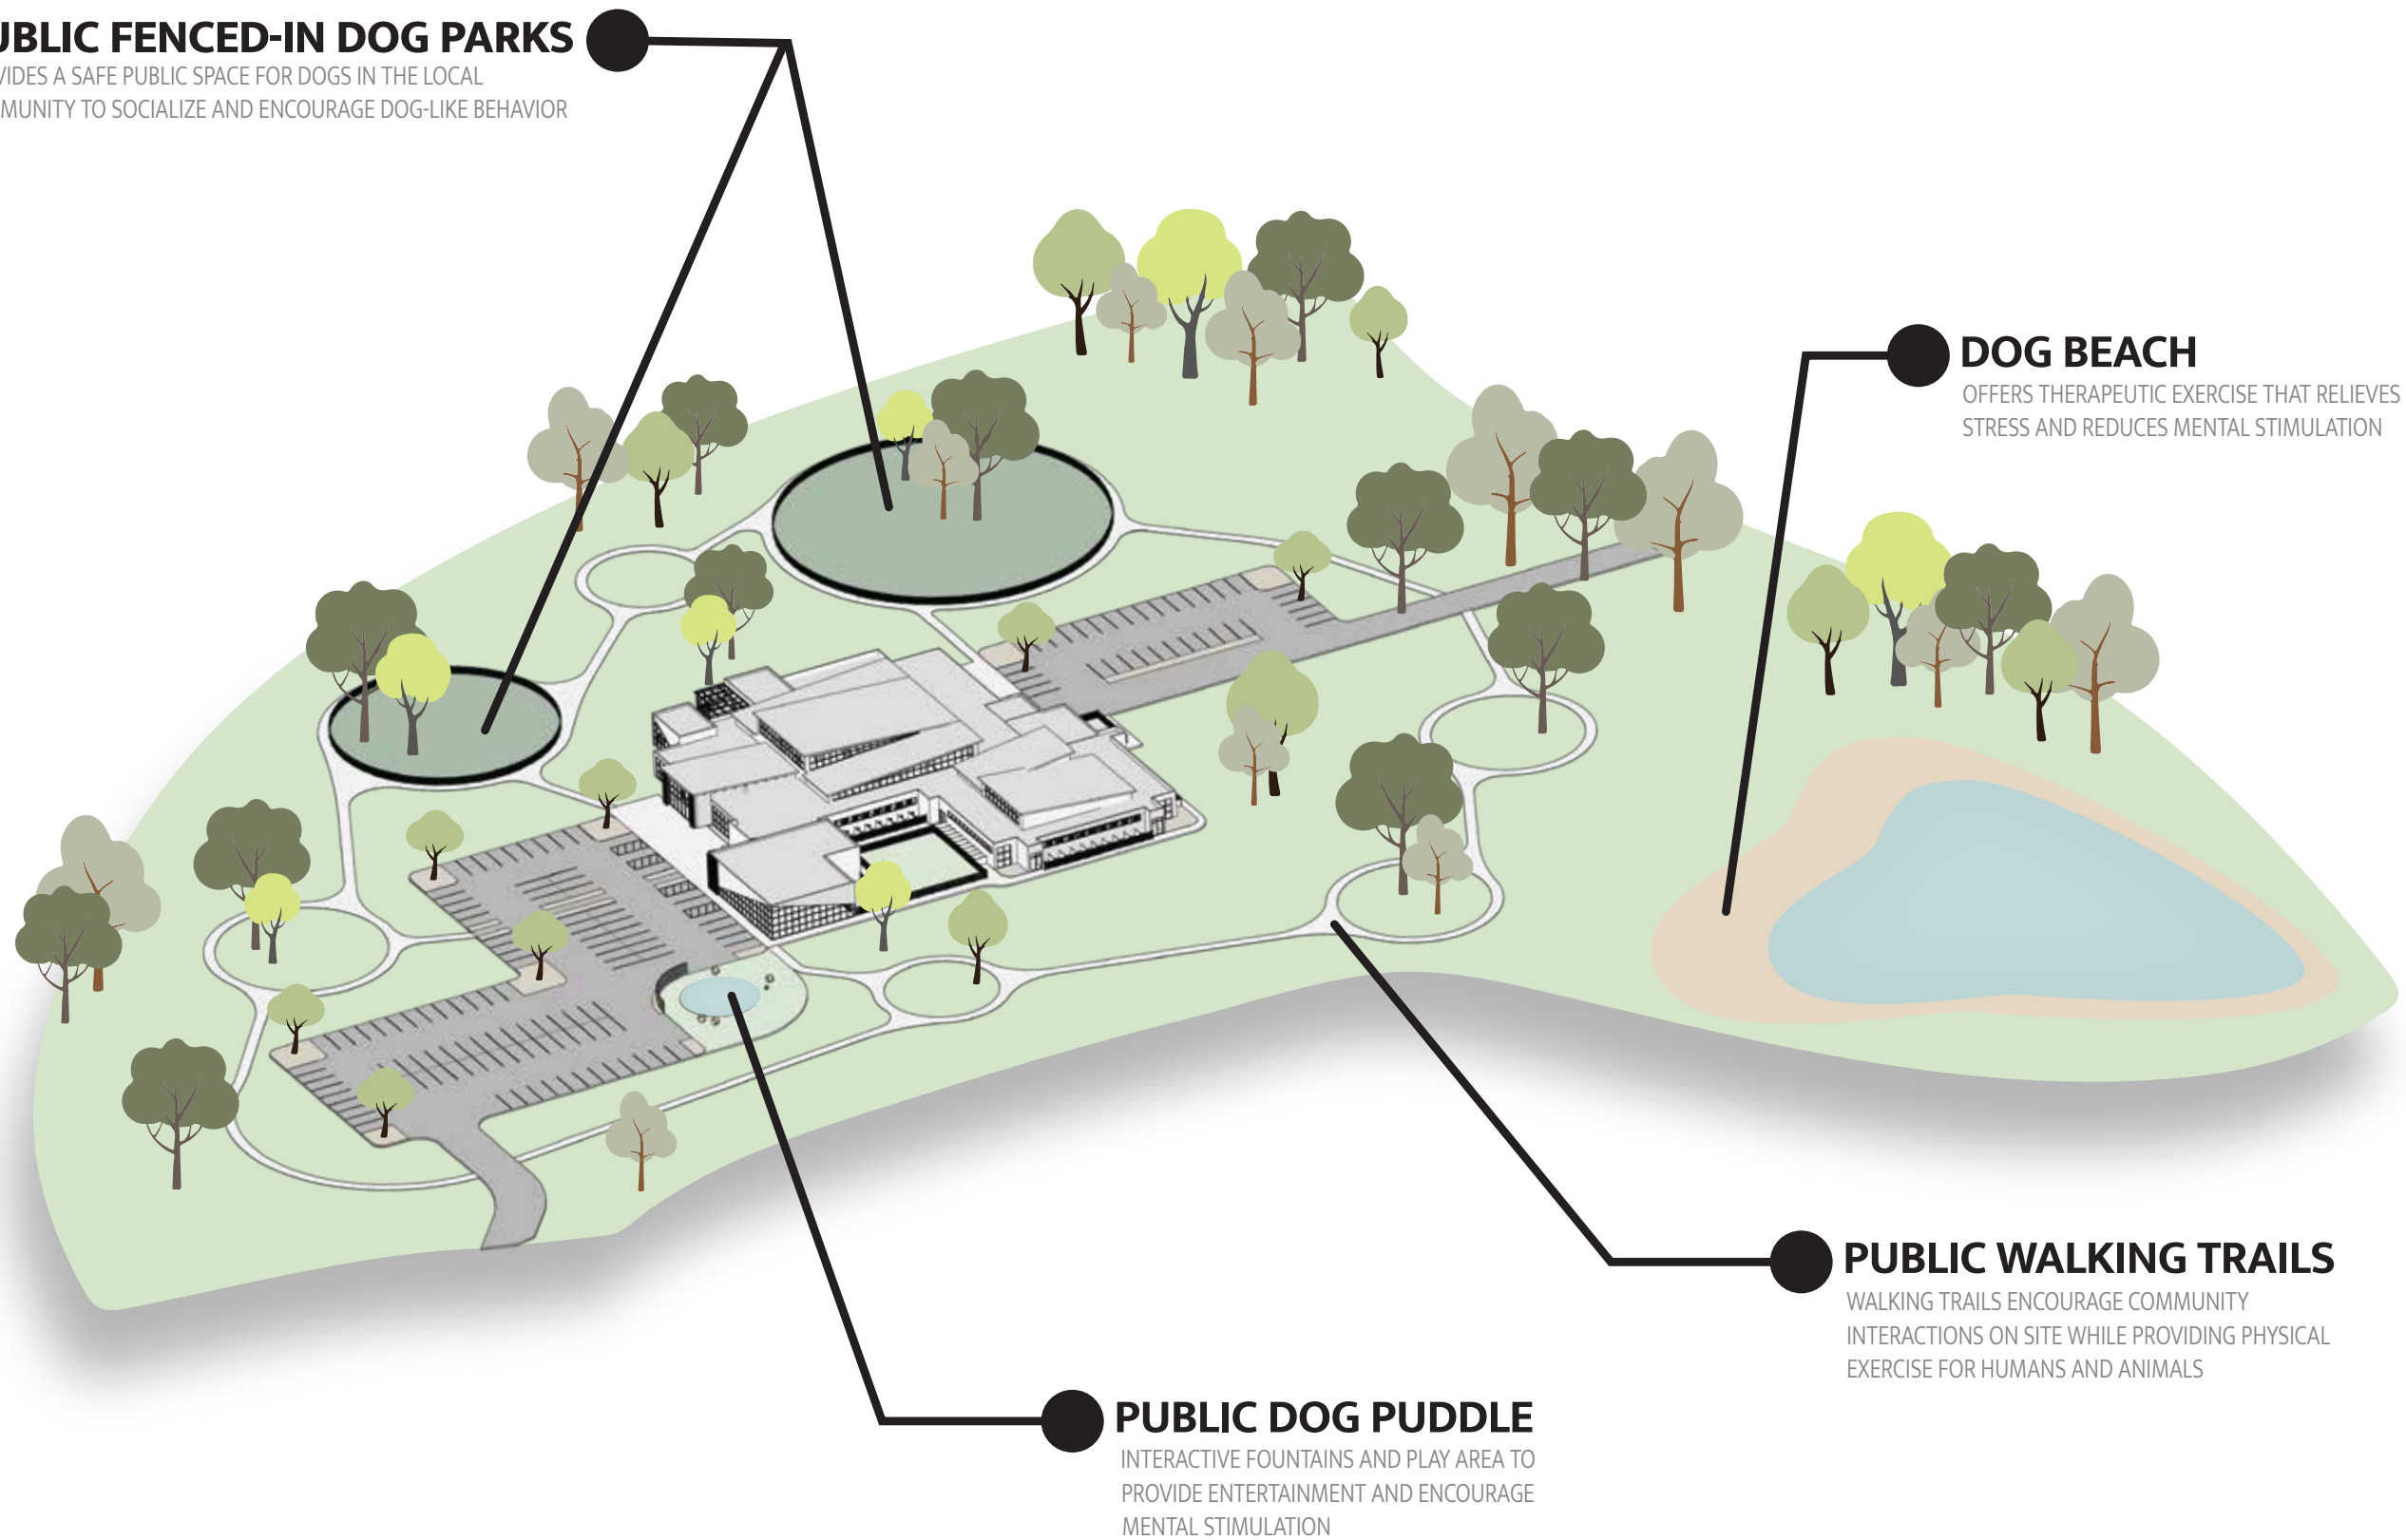 UBLIC FENCED-IN DOG PARKS
VIDES A SAFE PUBLIC SPACE FOR DOGS IN THE LOCAL
MUNITY TO SOCIALIZE AND ENCOURAGE DOG-LIKE BEHAVIOR
DOG BEACH
OFFERS THERAPEUTIC EXERCISE THAT RELIEVES
STRESS AND REDUCES MENTAL STIMULATION
PUBLIC WALKING TRAILS
WALKING TRAILS ENCOURAGE COMMUNITY
INTERACTIONS ON SITE WHILE PROVIDING PHYSICAL
EXERCISE FOR HUMANS AND ANIMALS
PUBLIC DOG PUDDLE
INTERACTIVE FOUNTAINS AND PLAY AREA TO
PROVIDE ENTERTAINMENT AND ENCOURAGE
MENTAL STIMULATION